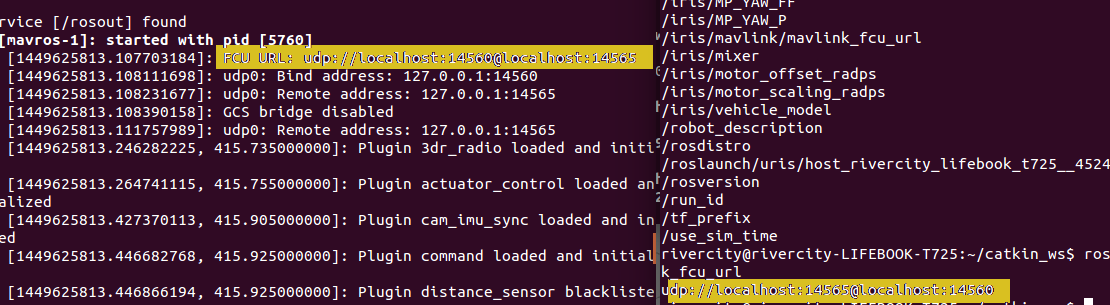 rvice [/rosout] found
[mavros-1]: started with pid [5760]
[1449625813.107703184]: FCU URL: udp://localhost:14560@localhost:14565
[1449625813.108111698]: udp0: Bind address: 127.0.0.1:14560
[1449625813.108231677]: udp0: Remote address: 127.0.0.1:14565
[1449625813.108390158]: GCS bridge disabled
[1449625813.111757989]: udp0: Remote address: 127.0.0.1:14565
[1449625813.246282225, 415.735000000]: Plugin 3dr_radio loaded and initi
[1449625813.264741115, 415.755000000]: Plugin actuator_control loaded an
alized
[1449625813.427370113, 415.905000000]: Plugin cam_imu_sync loaded and in
ed
[1449625813.446682768, 415.925000000]: Plugin command loaded and initial
[1449625813.446866194, 415.925000000]: Plugin distance_sensor blackliste
/iris/MP_YAW_FF
/iris/MP_YAW_P
/iris/mavlink/mavlink_fcu_url
/iris/mixer
/iris/motor_offset_radps
/iris/motor_scaling_radps
/iris/vehicle_model
/robot_description
/rosdistro
/roslaunch/uris/host_rivercity_lifebook_t725__4524
/rosversion
/run_id
/tf_prefix
/use_sim_time
rivercity@rivercity-LIFEBOOK-T725:~/catkin_ws$ ros
k_fcu_url
udp://localhost:14565@localhost:14560